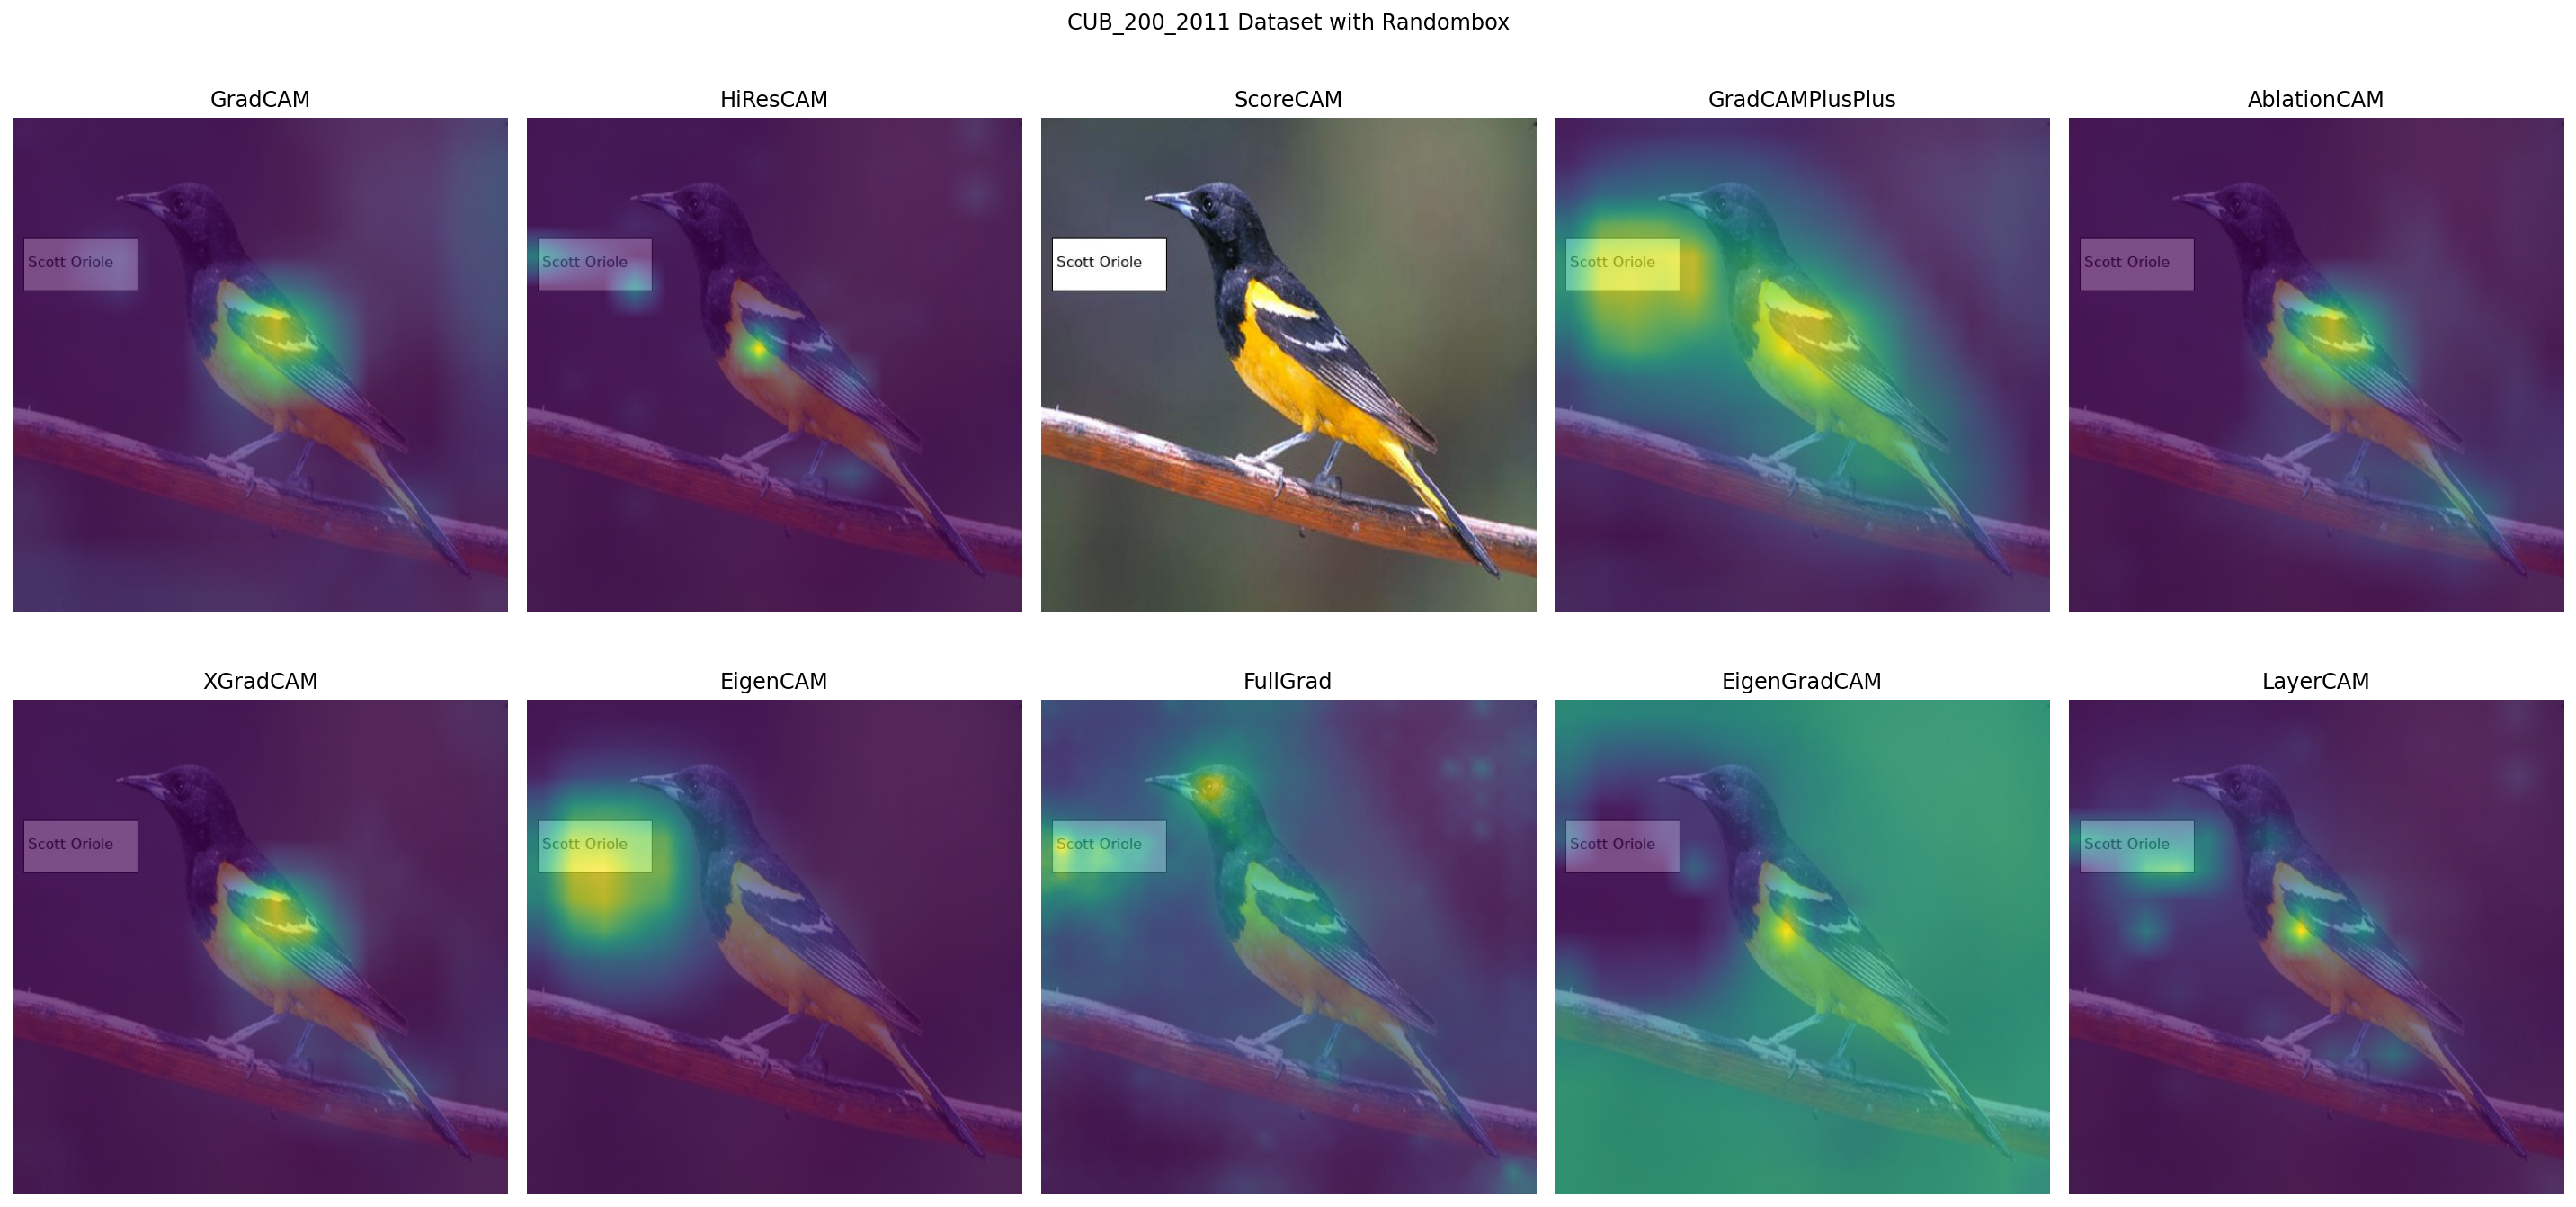 CUB_200_2011 Dataset with Randombox
GradCAM
HiResCAM
ScoreCAM
GradCAMPlusPlus
AblationCAM
Scott Oriole
Scott Oriole
Scott Oriole
Scott Oriole
Scott Oriole
XGradCAM
EigenCAM
FullGrad
EigenGradCAM
LayerCAM
Scott Oriole
Scott Oriole
Scott Oriole
Scott Oriole
Scott Oriole